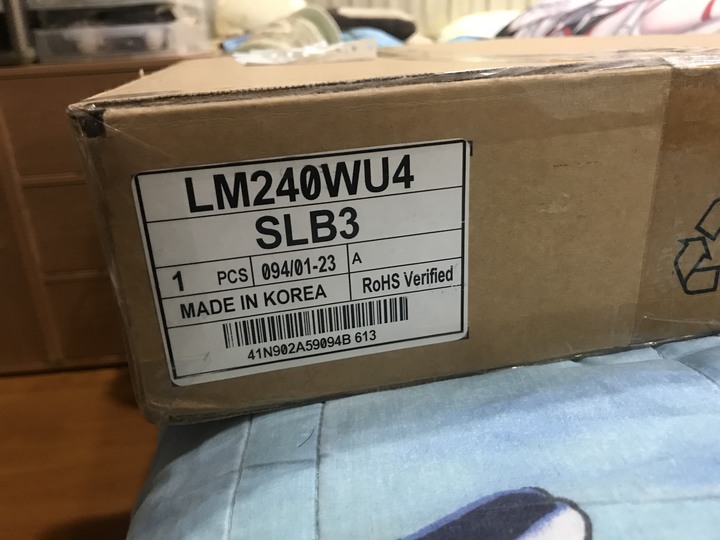 LM240WU4
SLB3
1 PCS 094/01-23 A
MADE IN KOREA RoHS Verified
41N902A59094B 613